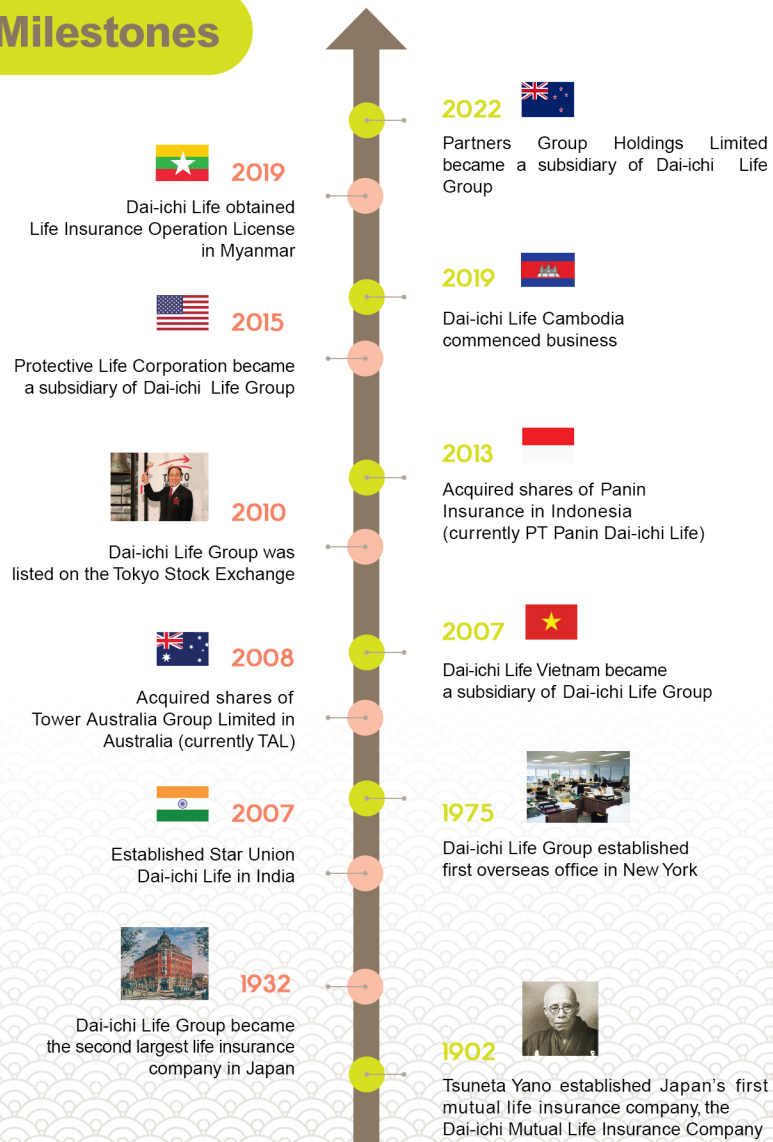 Milestones
2022
Partners Group Holdings Limited
became a subsidiary of Dai-ichi Life
Group
2019
Dai-ichi Life obtained
Life Insurance Operation License
in Myanmar
2019
Dai-ichi Life Cambodia
commenced business
2015
Protective Life Corporation became
a subsidiary of Dai-ichi Life Group
2013
Acquired shares of Panin
Insurance in Indonesia
(currently PT Panin Dai-ichi Life)
2010
Dai-ichi Life Group was
listed on the Tokyo Stock Exchange
2007
Dai-ichi Life Vietnam became
a subsidiary of Dai-ichi Life Group
2008
Acquired shares of
Tower Australia Group Limited in
Australia (currently TAL)
1975
Dai-ichi Life Group established
first overseas office in New York
2007
Established Star Union
Dai-ichi Life in India
1932
Dai-ichi Life Group became
the second largest life insurance
company in Japan
1902
Tsuneta Yano established Japan's first
mutual life insurance company, the
Dai-ichi Mutual Life Insurance Company